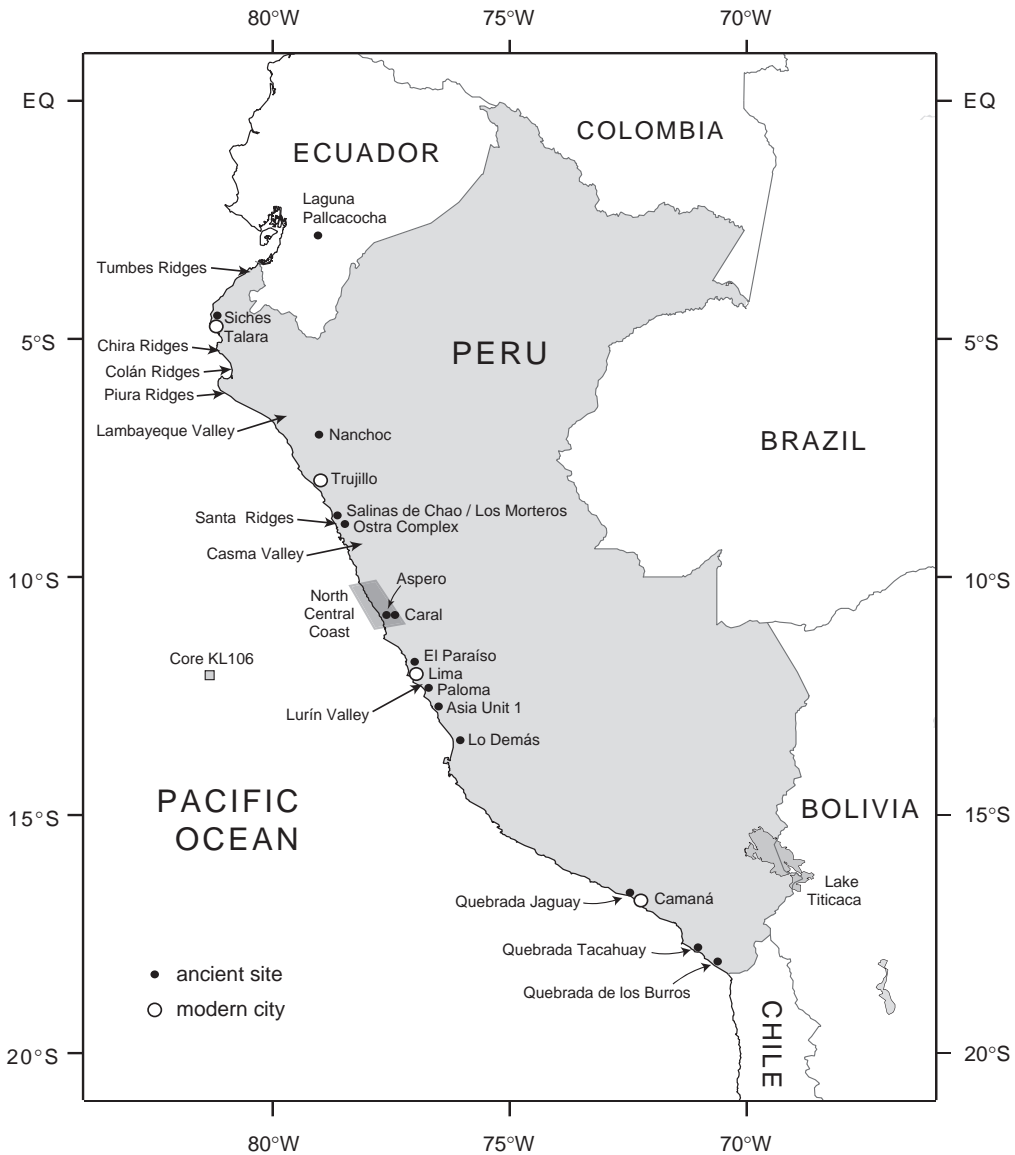 80°W 75°W 70°W
EQ EQ
COLOMBIA
ECUADOR
Laguna
Pallcacocha
Tumbes Ridges
Siches
Talara
5°S 5°S
Chira Ridges
PERU
Colán Ridges
Piura Ridges
Lambayeque Valley
Nanchoc
BRAZIL
Trujillo
Salinas de Chao / Los Morteros
Santa Ridges
Ostra Complex
Casma Valley
10°S 10°S
Aspero
North
Central
Coast
Caral
Core KL106
El Paraíso
Lima
Paloma
Lurín Valley
Asia Unit 1
Lo Demás
PACIFIC
OCEAN
BOLIVIA
15°S 15°S
Lake
Titicaca
Quebrada Jaguay
Camaná
Quebrada Tacahuay
Quebrada de los Burros
ancient site
modern city
CHILE
20°S 20°S
80°W 75°W 70°W